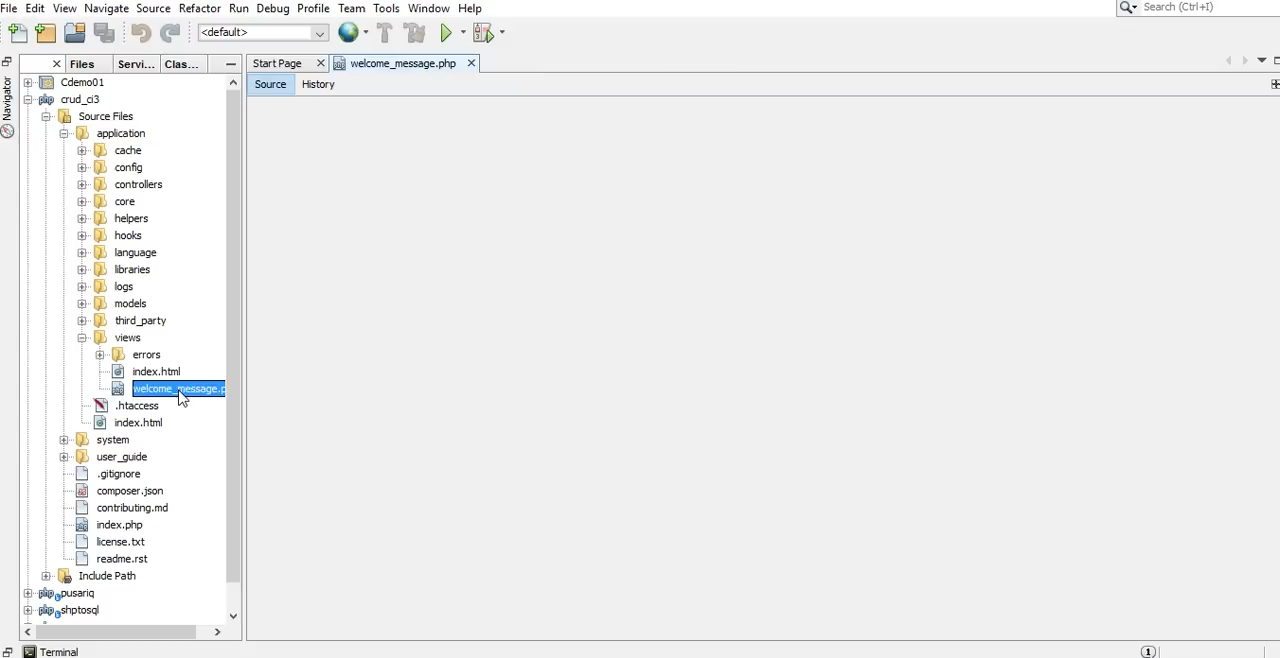 File Edit View Navigate Source Refactor Run Debug Profile Team Tools Window Help
Search (Ctrl+I)
<default>
Files Servi... Clas...
Start Page welcome_message.php
Source History
Navigator
Cdemo01
crud_ci3
Source Files
application
cache
config
controllers
core
helpers
hooks
language
libraries
logs
models
third_party
views
errors
index.html
welcome_message.p
.htaccess
index.html
system
user_guide
.gitignore
composer.json
contributing.md
index.php
license.txt
readme.rst
Include Path
pusariq
shptosql
Terminal
1